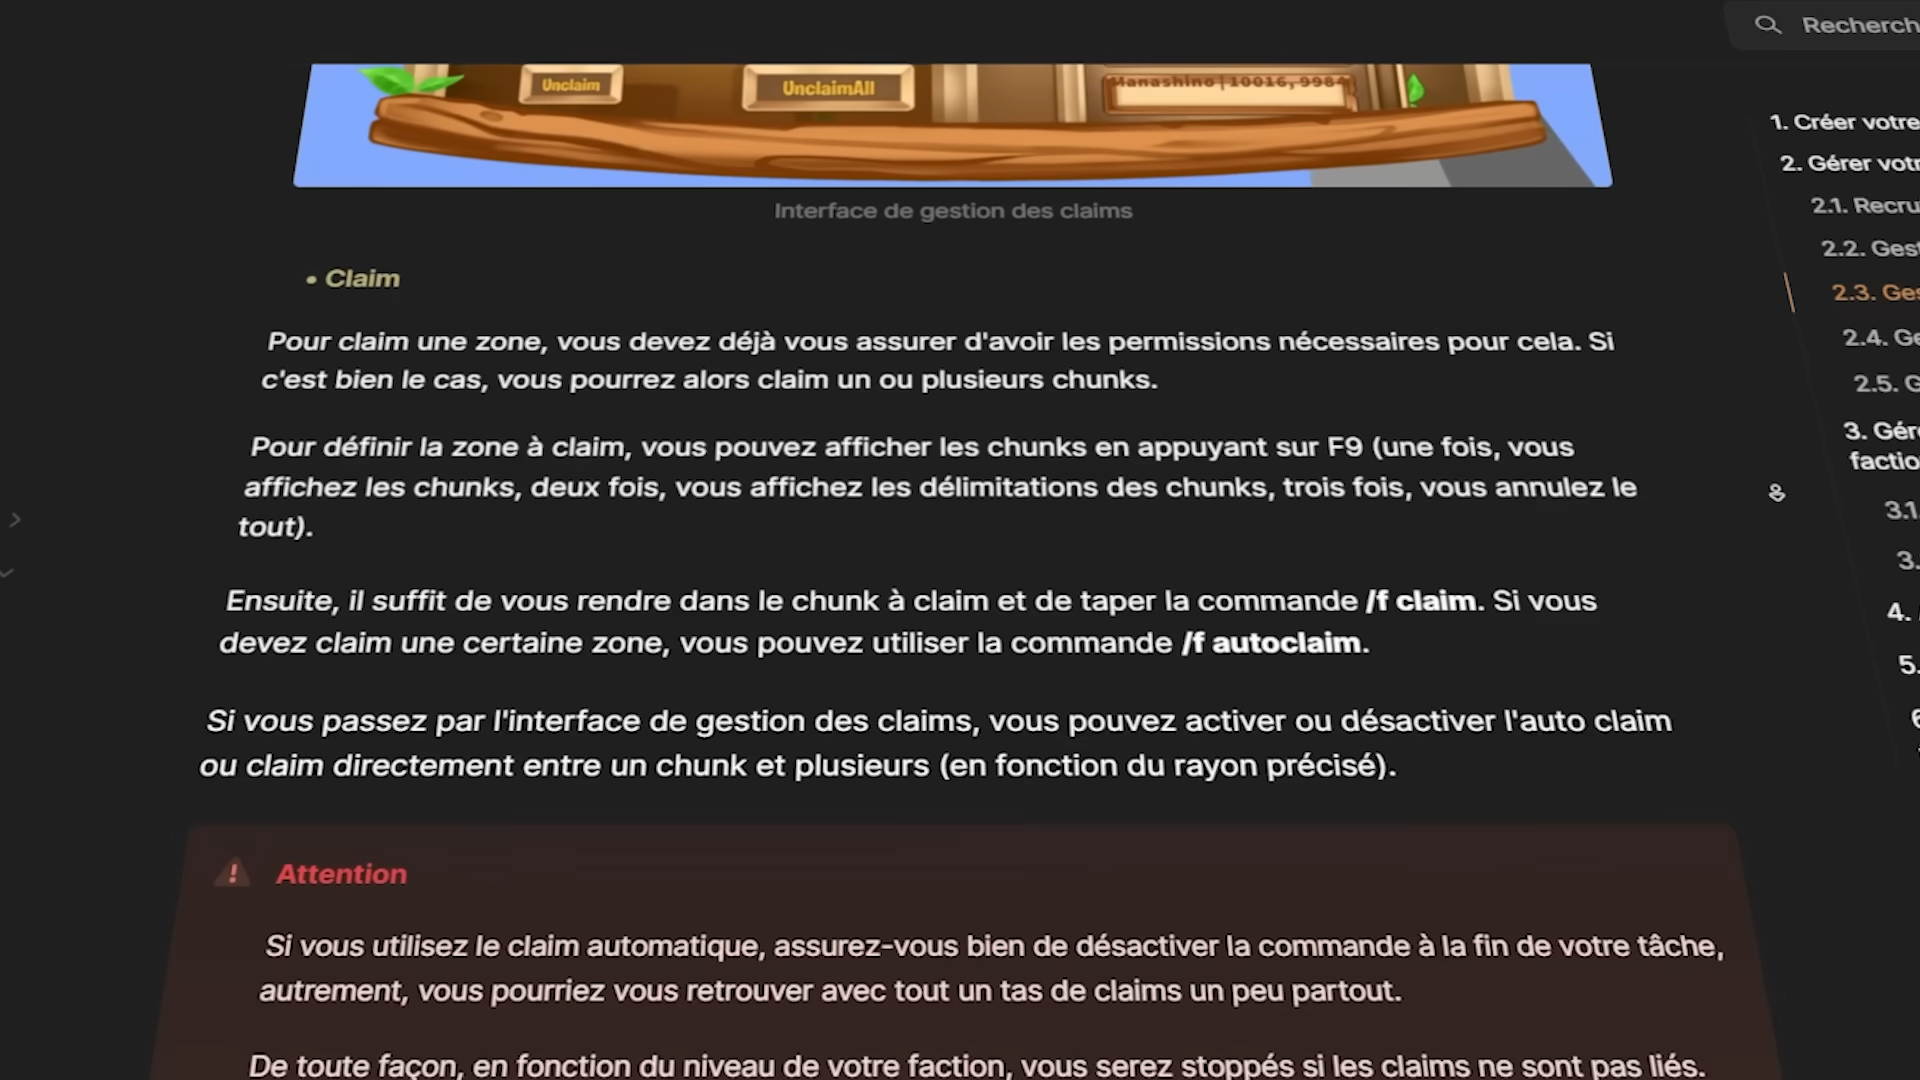 Recherch
Unclaim
UnclaimAll
Manashino|10016, 9984
Interface de gestion des claims
• Claim
Pour claim une zone, vous devez déjà vous assurer d'avoir les permissions nécessaires pour cela. Si
c'est bien le cas, vous pourrez alors claim un ou plusieurs chunks.
Pour définir la zone à claim, vous pouvez afficher les chunks en appuyant sur F9 (une fois, vous
affichez les chunks, deux fois, vous affichez les délimitations des chunks, trois fois, vous annulez le
tout).
Ensuite, il suffit de vous rendre dans le chunk à claim et de taper la commande /f claim. Si vous
devez claim une certaine zone, vous pouvez utiliser la commande /f autoclaim.
Si vous passez par l'interface de gestion des claims, vous pouvez activer ou désactiver l'auto claim
ou claim directement entre un chunk et plusieurs (en fonction du rayon précisé).
Attention
Si vous utilisez le claim automatique, assurez-vous bien de désactiver la commande à la fin de votre tâche,
autrement, vous pourriez vous retrouver avec tout un tas de claims un peu partout.
De toute façon, en fonction du niveau de votre faction, vous serez stoppés si les claims ne sont pas liés.
1. Créer votre
2. Gérer votr
2.1. Recru
2.2. Gest
2.3. Ges
2.4. Ge
2.5. G
3. Gére
factio
3.1
3.
4.
5.
6